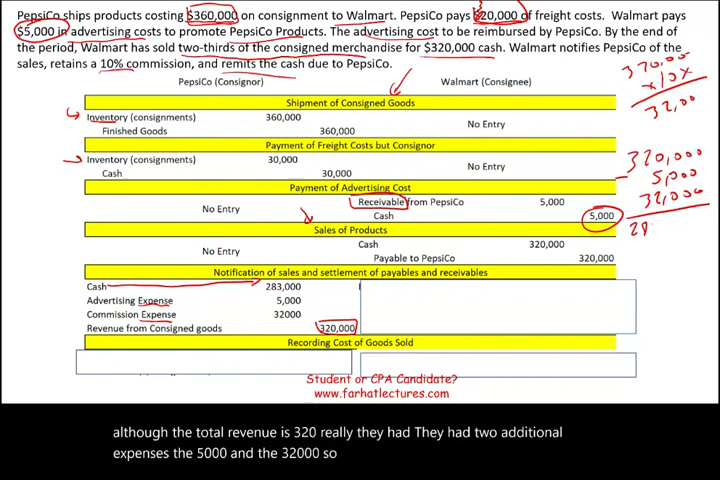 PepsiCo ships products costing $360,000 on consignment to Walmart. PepsiCo pays $20,000 of freight costs. Walmart pays
$5,000 in advertising costs to promote PepsiCo Products. The advertising cost to be reimbursed by PepsiCo. By the end of
the period, Walmart has sold two-thirds of the consigned merchandise for $320,000 cash. Walmart notifies PepsiCo of the
sales, retains a 10% commission, and remits the cash due to PepsiCo.
PepsiCo (Consignor) Walmart (Consignee)
Shipment of Consigned Goods
Inventory (consignments) 360,000
No Entry
Finished Goods 360,000
Payment of Freight Costs but Consignor
Inventory (consignments) 30,000
No Entry
Cash 30,000
Payment of Advertising Cost
No Entry
Receivable from PepsiCo 5,000
Cash 5,000
Sales of Products
No Entry
Cash 320,000
Payable to PepsiCo 320,000
Notification of sales and settlement of payables and receivables
Cash 283,000
Advertising Expense 5,000
Commission Expense 32000
Revenue from Consigned goods 320,000
Recording Cost of Goods Sold
320,000
5,000
32,000
28
Student or CPA Candidate?
www.farhatlectures.com
although the total revenue is 320 really they had They had two additional
expenses the 5000 and the 32000 so